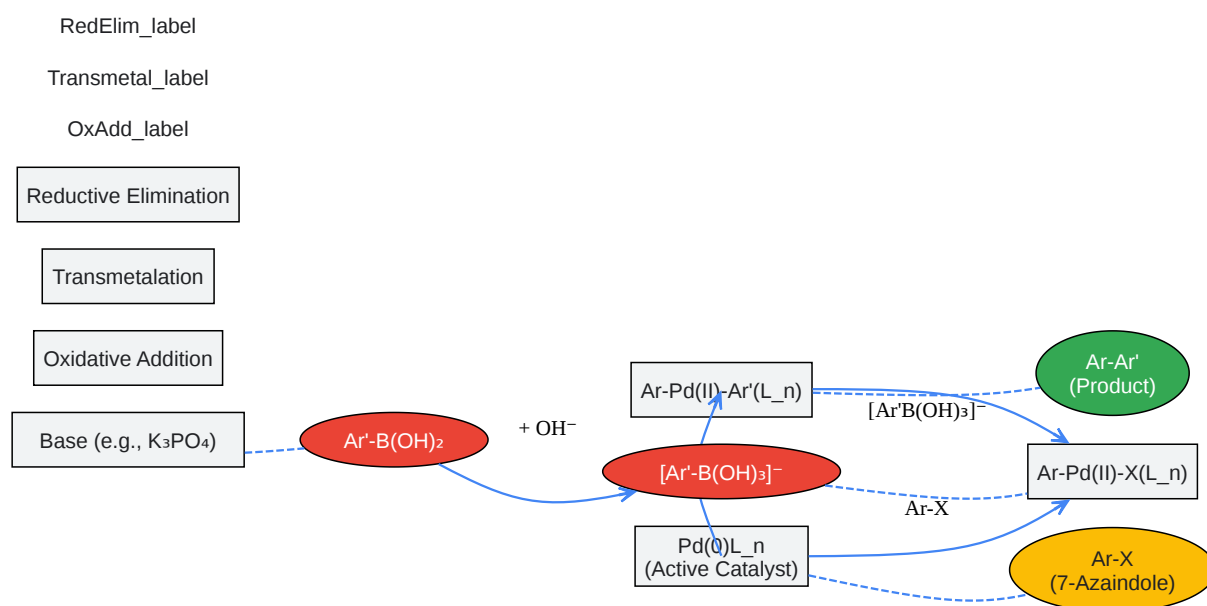 RedElim_label
Transmetal_label
OxAdd_label
Reductive Elimination
Transmetalation
Oxidative Addition
Base (e.g., K₃PO₄)
Ar'-B(OH)₂
+ OH⁻
Ar-Pd(II)-Ar'(L_n)
[Ar'-B(OH)₃]⁻
Pd(0)L_n
(Active Catalyst)
[Ar'B(OH)₃]⁻
Ar-X
Ar-Ar'
(Product)
Ar-Pd(II)-X(L_n)
Ar-X
(7-Azaindole)